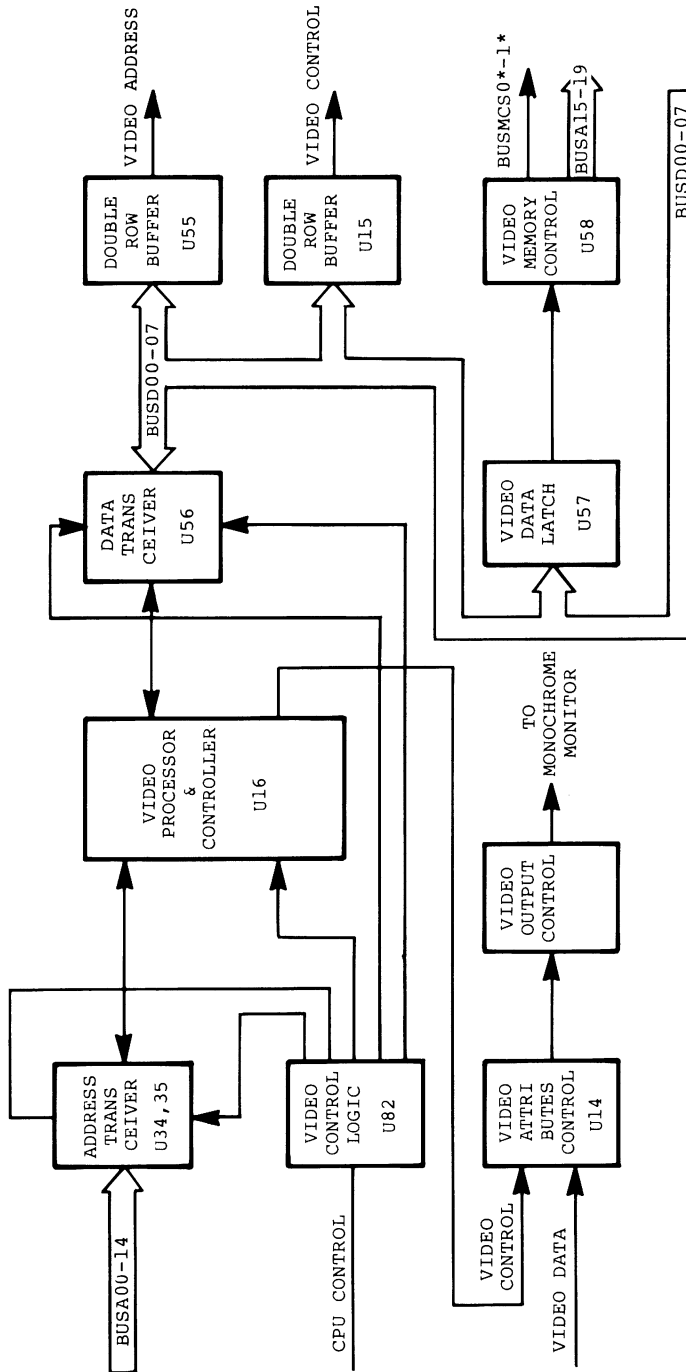 BUSA00-14
ADDRESS
TRANS
CEIVER
U34,35
VIDEO
PROCESSOR
&
CONTROLLER
U16
DATA
TRANS
CEIVER
U56
BUSD00-07
DOUBLE
ROW
BUFFER
U55
VIDEO ADDRESS
CPU CONTROL
VIDEO
CONTROL
LOGIC
U82
DOUBLE
ROW
BUFFER
U15
VIDEO CONTROL
VIDEO
CONTROL
VIDEO DATA
VIDEO
ATTRI
BUTES
CONTROL
U14
VIDEO
OUTPUT
CONTROL
TO
MONOCHROME
MONITOR
VIDEO
DATA
LATCH
U57
VIDEO
MEMORY
CONTROL
U58
BUSMCS0*-1*
BUSA15-19
BUSD00-07